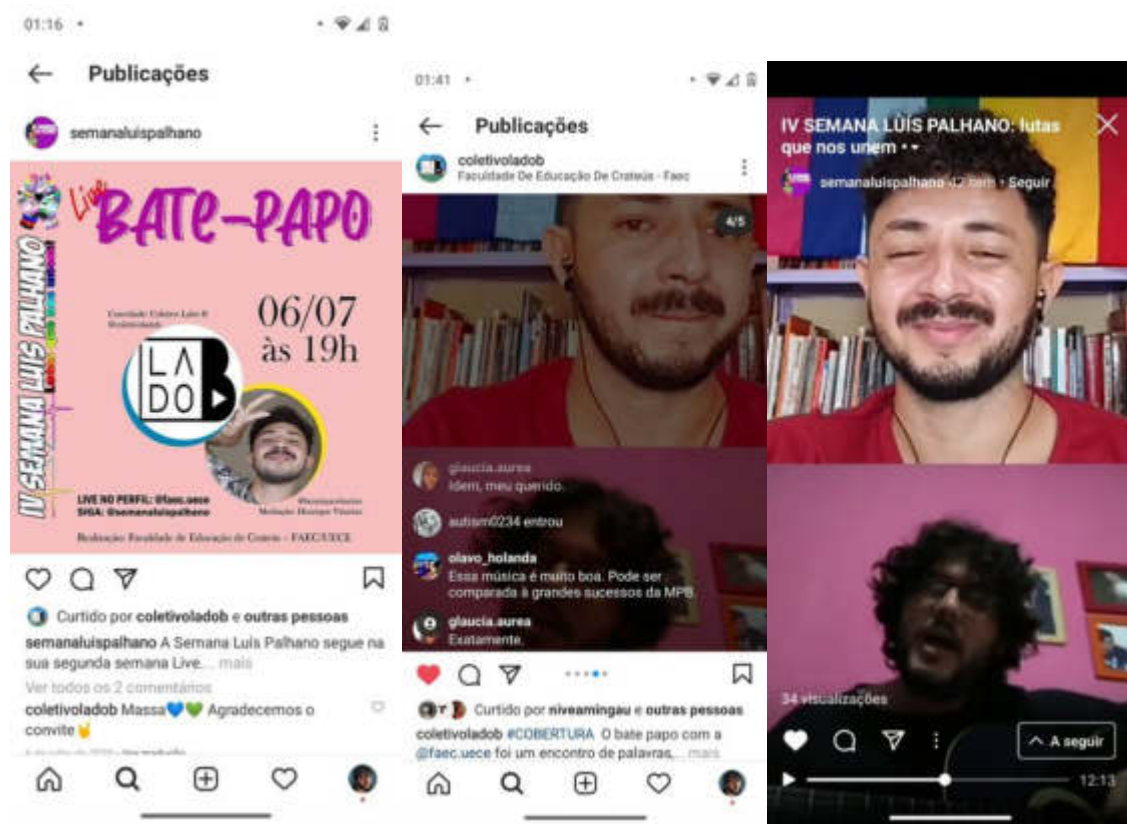 01:16
Publicações
semanaluispalhano
Live
BATE-PAPO
IV SEMANA LUIS PALHANO
06/07
às 19h
LA
DO B
LIVE NO PERFIL: @faec.uece
SIGA: @semanaluispalhano
Realização: Faculdade de Educação de Crateús - FAEC/UECE
Curtido por coletivoladob e outras pessoas
semanaluispalhano A Semana Luís Palhano segue na
sua segunda semana Live... mais
Ver todos os 2 comentários
coletivoladob Massa💙💚 Agradecemos o
convite🤘
01:41
Publicações
coletivoladob
Faculdade De Educação De Crateús - Faec
4/5
glaucia.aurea
Idem, meu querido.
autism0234 entrou
olavo_holanda
Essa música é muito boa. Pode ser
comparada à grandes sucessos da MPB.
glaucia.aurea
Exatamente.
Curtido por niveamingau e outras pessoas
coletivoladob #COBERTURA O bate papo com a
@faec.uece foi um encontro de palavras,... mais
IV SEMANA LUÍS PALHANO: lutas
que nos unem
semanaluispalhano 42 sem • Seguir
34 visualizações
A seguir
12:13